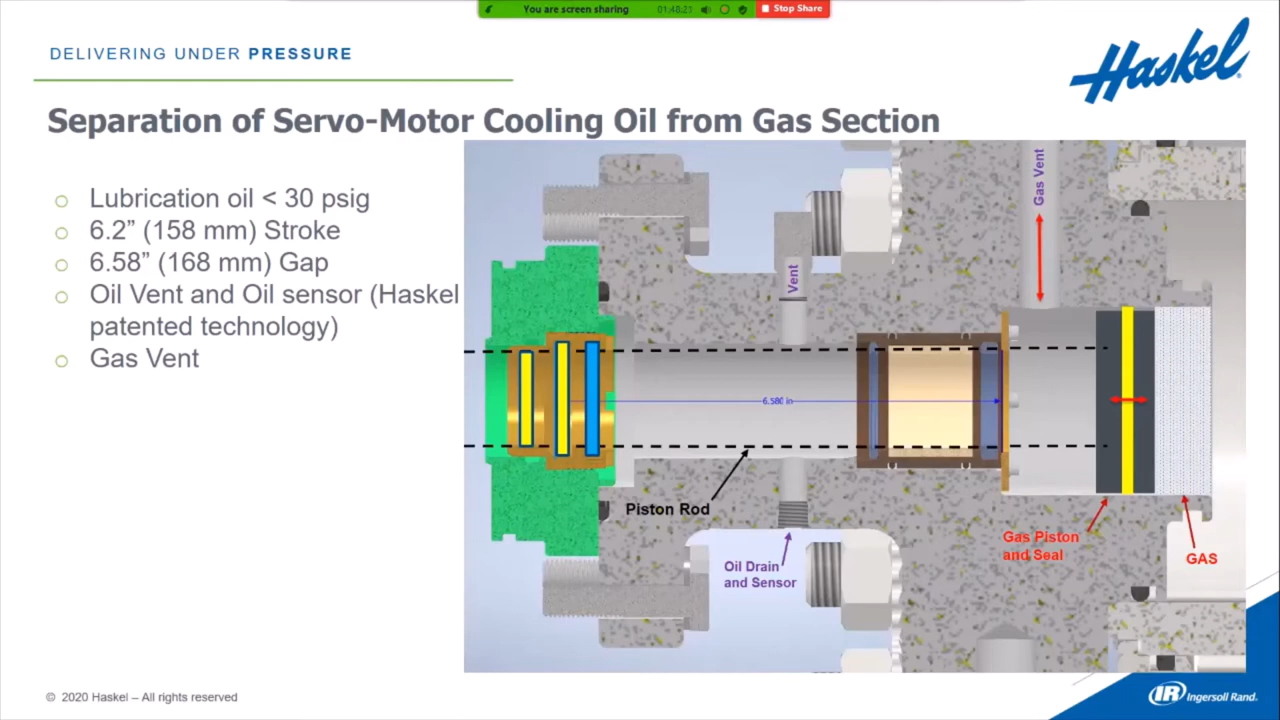 You are screen sharing 01:48:21 Stop Share
DELIVERING UNDER PRESSURE
Haskel
Separation of Servo-Motor Cooling Oil from Gas Section
Lubrication oil < 30 psig
6.2” (158 mm) Stroke
6.58” (168 mm) Gap
Oil Vent and Oil sensor (Haskel
patented technology)
Gas Vent
Gas Vent
Vent
6.580 in
Piston Rod
Oil Drain
and Sensor
Gas Piston
and Seal
GAS
© 2020 Haskel – All rights reserved
IR Ingersoll Rand